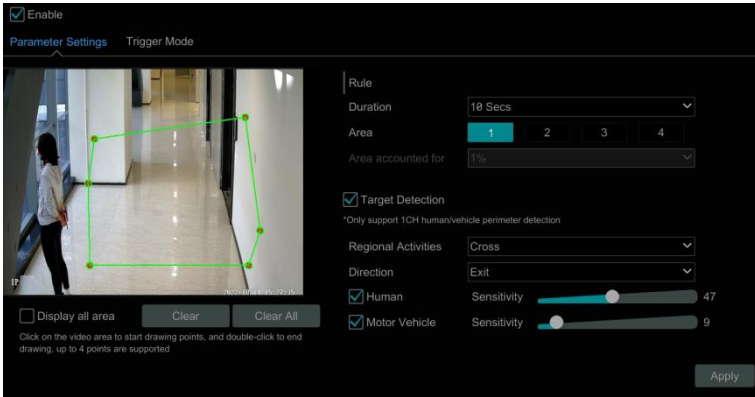 Enable
Parameter Settings Trigger Mode
Rule
Duration 10 Secs
Area 1 2 3 4
Area accounted for 1%
Target Detection
*Only support 1CH human/vehicle perimeter detection
Regional Activities Cross
Direction Exit
Human Sensitivity 47
Motor Vehicle Sensitivity 9
IP
Display all area Clear Clear All
Click on the video area to start drawing points, and double-click to end
drawing, up to 4 points are supported
Apply